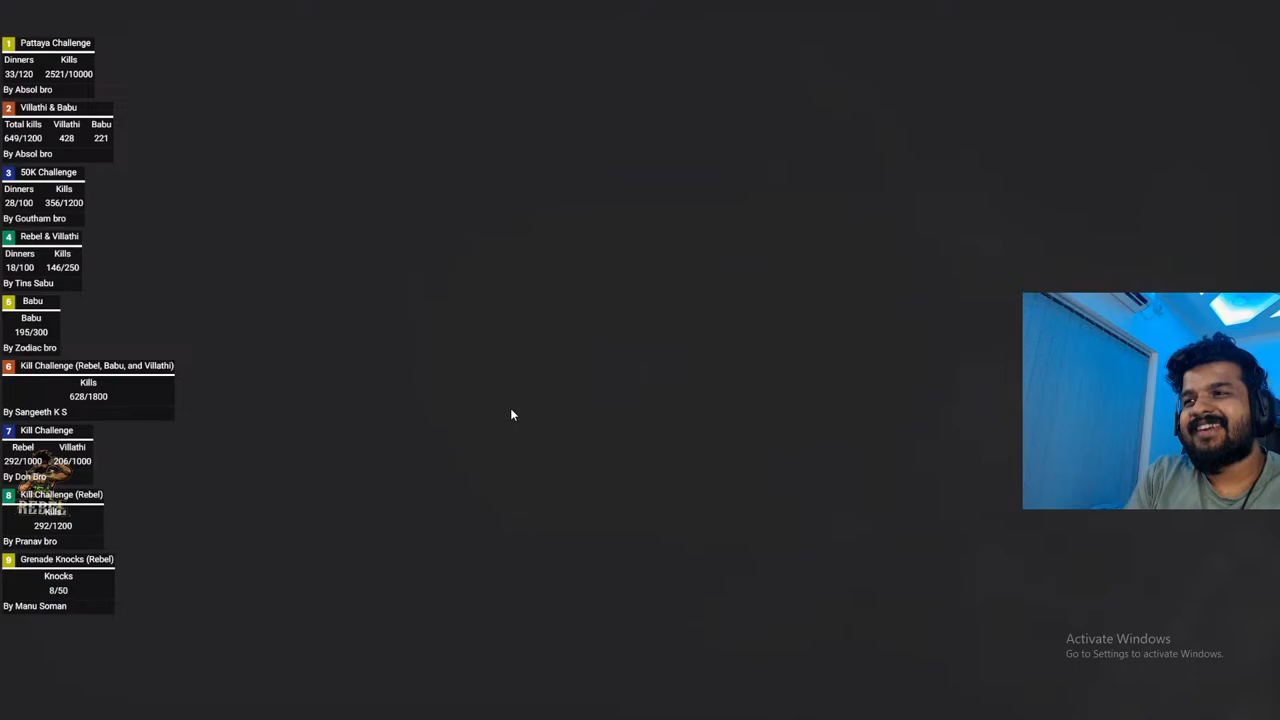 1 Pattaya Challenge
Dinners Kills
33/120 2521/10000
By Absol bro
2 Villathi & Babu
Total kills Villathi Babu
649/1200 428 221
By Absol bro
3 50K Challenge
Dinners Kills
28/100 356/1200
By Goutham bro
4 Rebel & Villathi
Dinners Kills
18/100 146/250
By Tins Sabu
5 Babu
Babu
195/300
By Zodiac bro
6 Kill Challenge (Rebel, Babu, and Villathi)
Kills
628/1800
By Sangeeth K S
7 Kill Challenge
Rebel Villathi
292/1000 206/1000
By Don Bro
8 Kill Challenge (Rebel)
REBEL
Kills
292/1200
By Pranav bro
9 Grenade Knocks (Rebel)
Knocks
8/50
By Manu Soman
Activate Windows
Go to Settings to activate Windows.